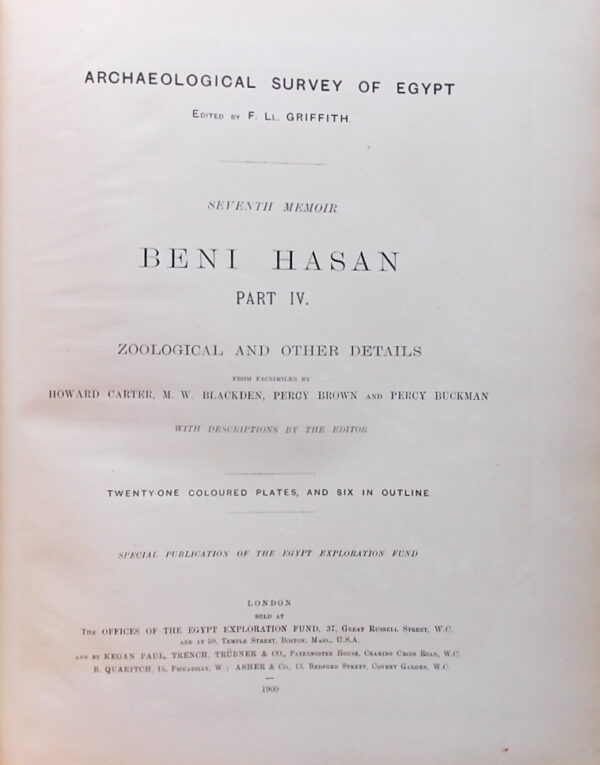 ARCHAEOLOGICAL SURVEY OF EGYPT
EDITED BY F. LL. GRIFFITH.
SEVENTH MEMOIR
BENI HASAN
PART IV.
ZOOLOGICAL AND OTHER DETAILS
FROM FACSIMILES BY
HOWARD CARTER, M. W. BLACKDEN, PERCY BROWN AND PERCY BUCKMAN
WITH DESCRIPTIONS BY THE EDITOR
TWENTY-ONE COLOURED PLATES, AND SIX IN OUTLINE.
SPECIAL PUBLICATION OF THE EGYPT EXPLORATION FUND
LONDON
SOLD AT
THE OFFICES OF THE EGYPT EXPLORATION FUND, 37, GREAT RUSSELL STREET, W.C.
AND AT 59, TEMPLE STREET, BOSTON, MASS., U.S.A.
AND BY KEGAN PAUL, TRENCH, TRÜBNER & CO., PATERNOSTER HOUSE, CHARING CROSS ROAD, W.C.
B. QUARITCH, 15, PICCADILLY, W.; ASHER & CO., 13, BEDFORD STREET, COVENT GARDEN, W.C.
1900